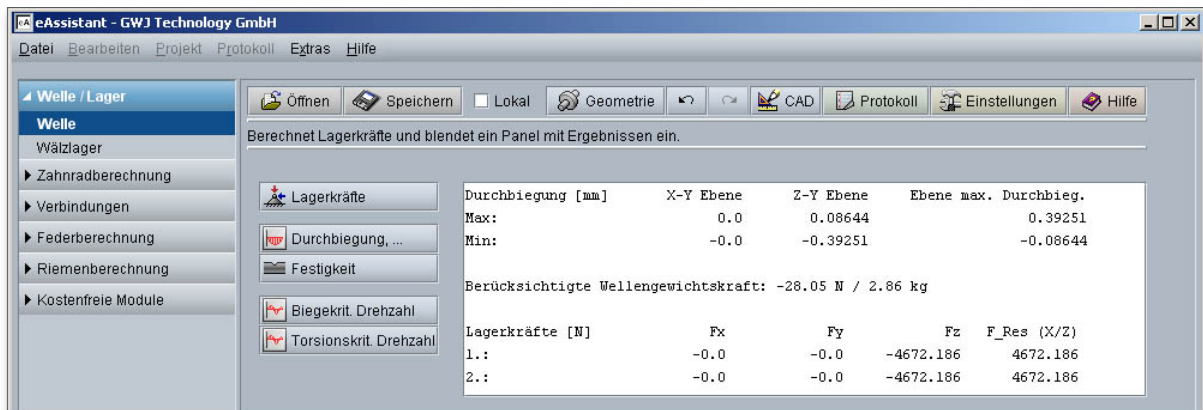 eA eAssistant - GWJ Technology GmbH
Datei Bearbeiten Projekt Protokoll Extras Hilfe
Welle / Lager
Welle
Wälzlager
Zahnradberechnung
Verbindungen
Federberechnung
Riemenberechnung
Kostenfreie Module
Öffnen Speichern Lokal Geometrie CAD Protokoll Einstellungen Hilfe
Berechnet Lagerkräfte und blendet ein Panel mit Ergebnissen ein.
Lagerkräfte
Durchbiegung, ...
Festigkeit
Biegekrit. Drehzahl
Torsionskrit. Drehzahl
Durchbiegung [mm] X-Y Ebene Z-Y Ebene Ebene max. Durchbieg.
Max: 0.0 0.08644 0.39251
Min: -0.0 -0.39251 -0.08644
Berücksichtigte Wellengewichtskraft: -28.05 N / 2.86 kg
Lagerkräfte [N] Fx Fy Fz F_Res (X/Z)
1.: -0.0 -0.0 -4672.186 4672.186
2.: -0.0 -0.0 -4672.186 4672.186